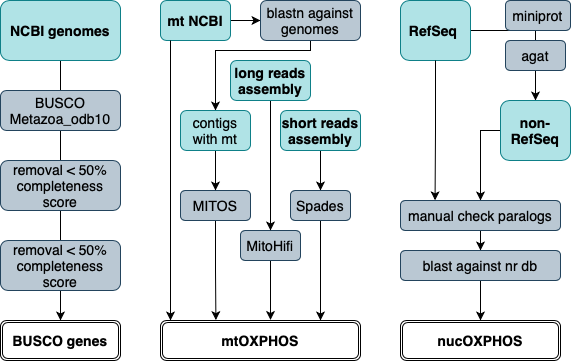 NCBI genomes
BUSCO
Metazoa_odb10
removal < 50%
completeness
score
removal < 50%
completeness
score
BUSCO genes
mt NCBI
blastn against
genomes
long reads
assembly
contigs
with mt
short reads
assembly
MITOS
Spades
MitoHifi
mtOXPHOS
RefSeq
miniprot
agat
non-
RefSeq
manual check paralogs
blast against nr db
nucOXPHOS